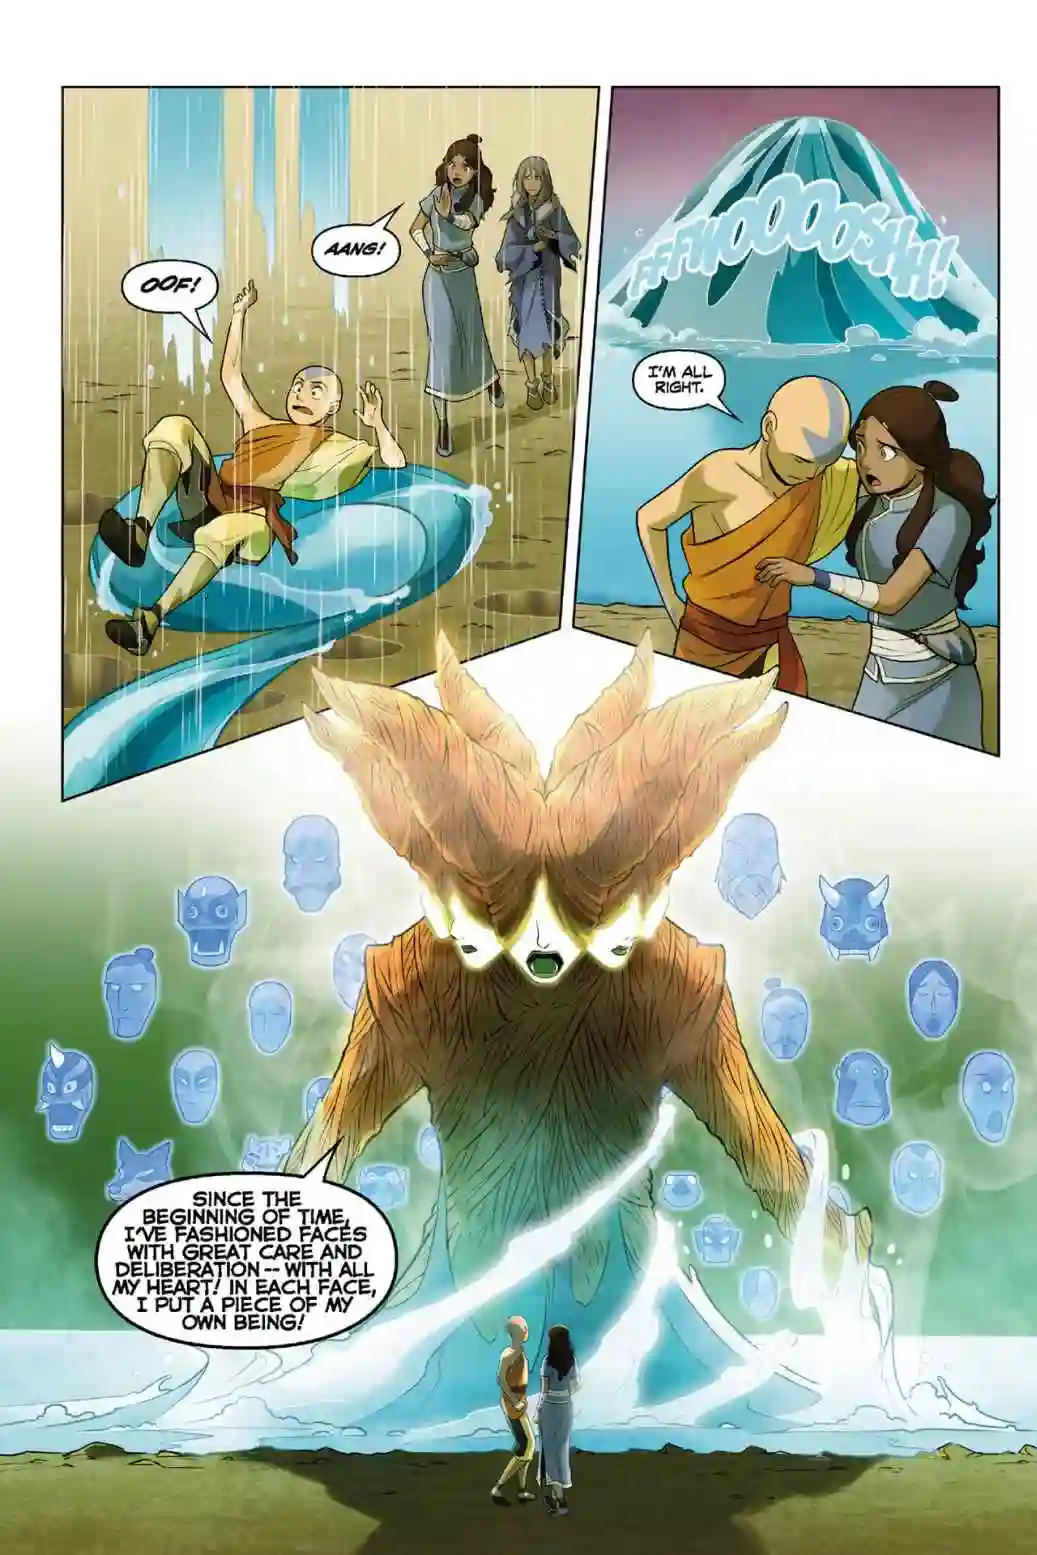 OOF!
AANG!
FFFWOOOOOSHH!
I'M ALL
RIGHT.
SINCE THE
BEGINNING OF TIME,
I'VE FASHIONED FACES
WITH GREAT CARE AND
DELIBERATION -- WITH ALL
MY HEART! IN EACH FACE,
I PUT A PIECE OF MY
OWN BEING!